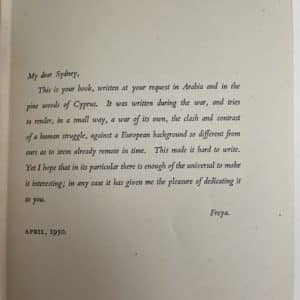 My dear Sydney,
This is your book, written at your request in Arabia and in the
pine woods of Cyprus. It was written during the war, and tries
to render, in a small way, a war of its own, the clash and contrast
of a human struggle, against a European background so different from
ours as to seem already remote in time. This made it hard to write.
Yet I hope that in its particular there is enough of the universal to make
it interesting; in any case it has given me the pleasure of dedicating it
to you.
Freya.
APRIL, 1950.